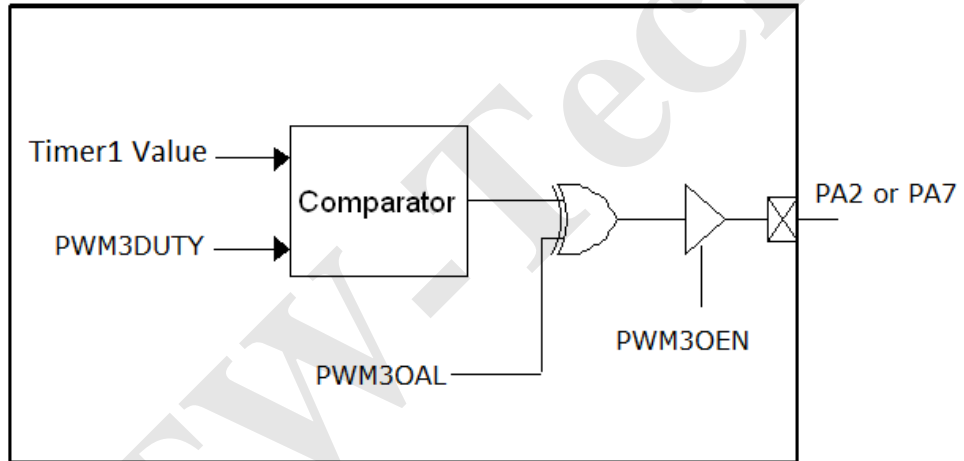 Timer1 Value
Comparator
PA2 or PA7
PWM3DUTY
PWM3OEN
PWM3OAL